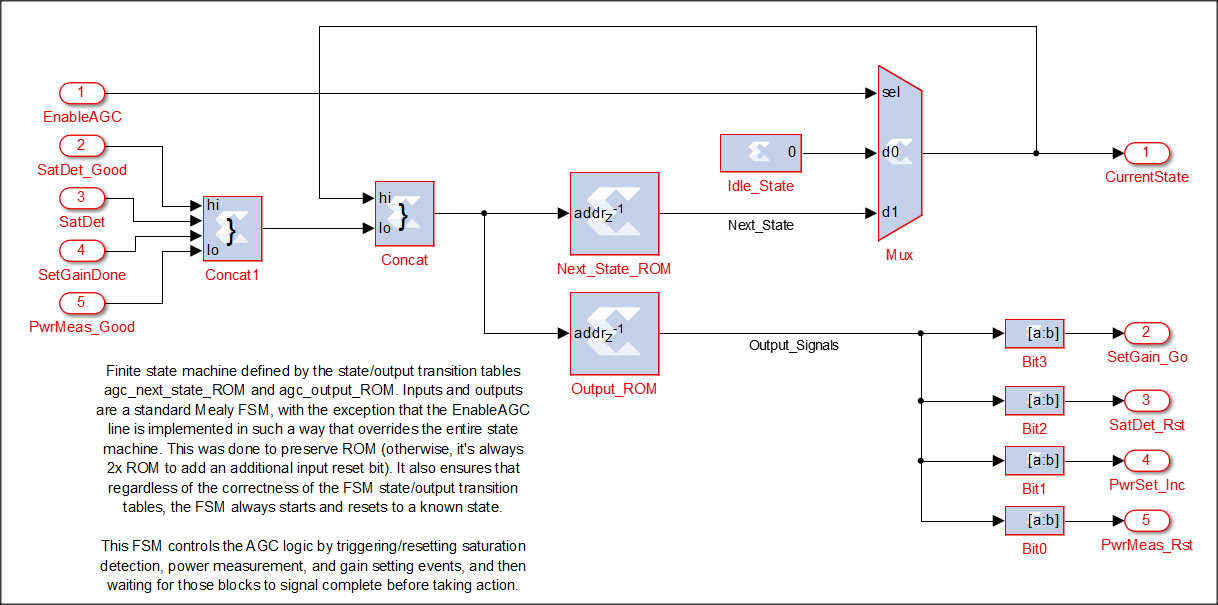 1
EnableAGC
2
SatDet_Good
3
SatDet
4
SetGainDone
5
PwrMeas_Good
hi
}
lo
Concat1
hi
}
lo
Concat
addr z-1
Next_State_ROM
addr z-1
Output_ROM
0
Idle_State
Next_State
sel
d0
d1
Mux
1
CurrentState
Output_Signals
[a:b]
Bit3
2
SetGain_Go
[a:b]
Bit2
3
SatDet_Rst
[a:b]
Bit1
4
PwrSet_Inc
[a:b]
Bit0
5
PwrMeas_Rst
Finite state machine defined by the state/output transition tables
agc_next_state_ROM and agc_output_ROM. Inputs and outputs
are a standard Mealy FSM, with the exception that the EnableAGC
line is implemented in such a way that overrides the entire state
machine. This was done to preserve ROM (otherwise, it's always
2x ROM to add an additional input reset bit). It also ensures that
regardless of the correctness of the FSM state/output transition
tables, the FSM always starts and resets to a known state.
This FSM controls the AGC logic by triggering/resetting saturation
detection, power measurement, and gain setting events, and then
waiting for those blocks to signal complete before taking action.